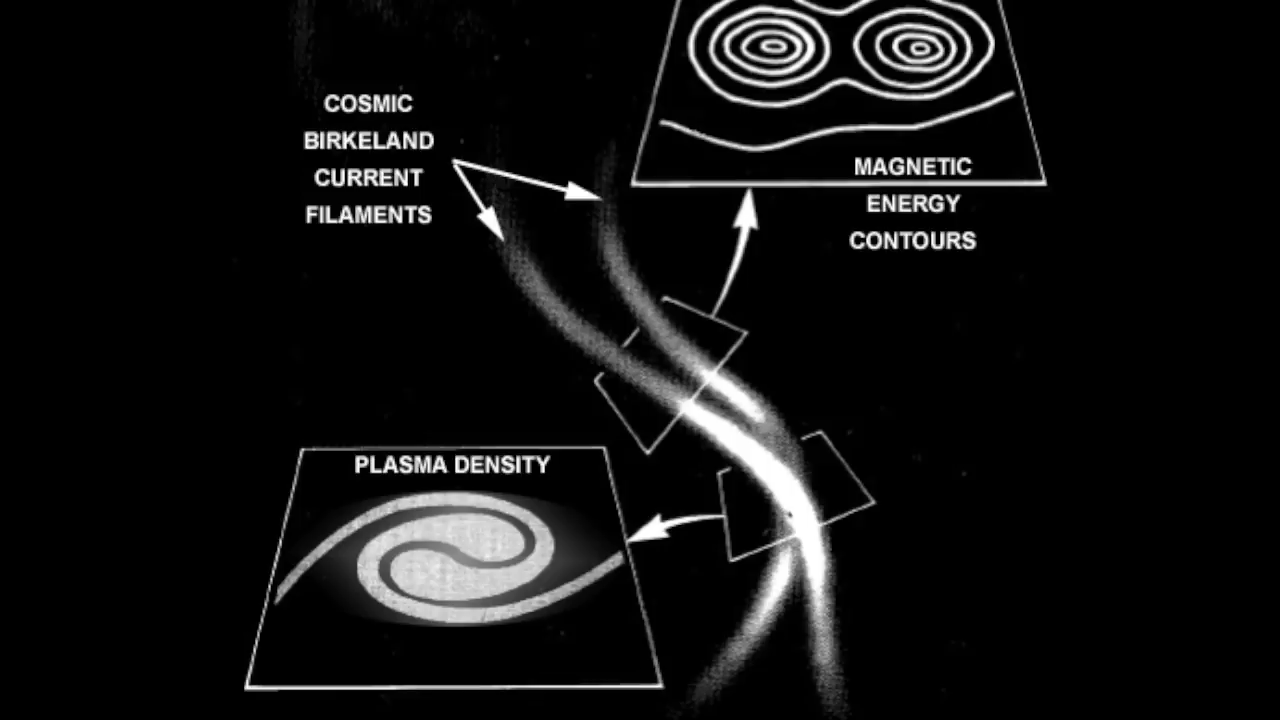 COSMIC
BIRKELAND
CURRENT
FILAMENTS
MAGNETIC
ENERGY
CONTOURS
PLASMA DENSITY